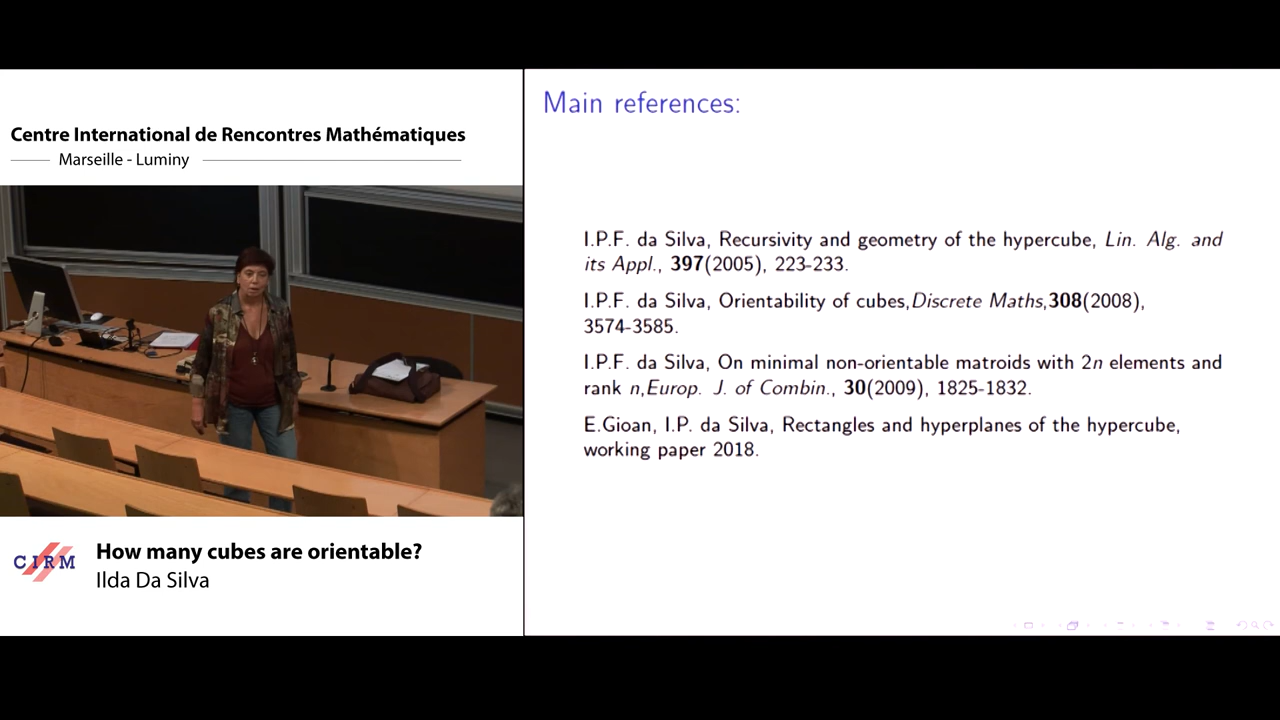 Centre International de Rencontres Mathématiques
Marseille - Luminy
CIRM
How many cubes are orientable?
Ilda Da Silva
Main references:
I.P.F. da Silva, Recursivity and geometry of the hypercube, Lin. Alg. and
its Appl., 397(2005), 223-233.
I.P.F. da Silva, Orientability of cubes,Discrete Maths,308(2008),
3574-3585.
I.P.F. da Silva, On minimal non-orientable matroids with 2n elements and
rank n,Europ. J. of Combin., 30(2009), 1825-1832.
E.Gioan, I.P. da Silva, Rectangles and hyperplanes of the hypercube,
working paper 2018.